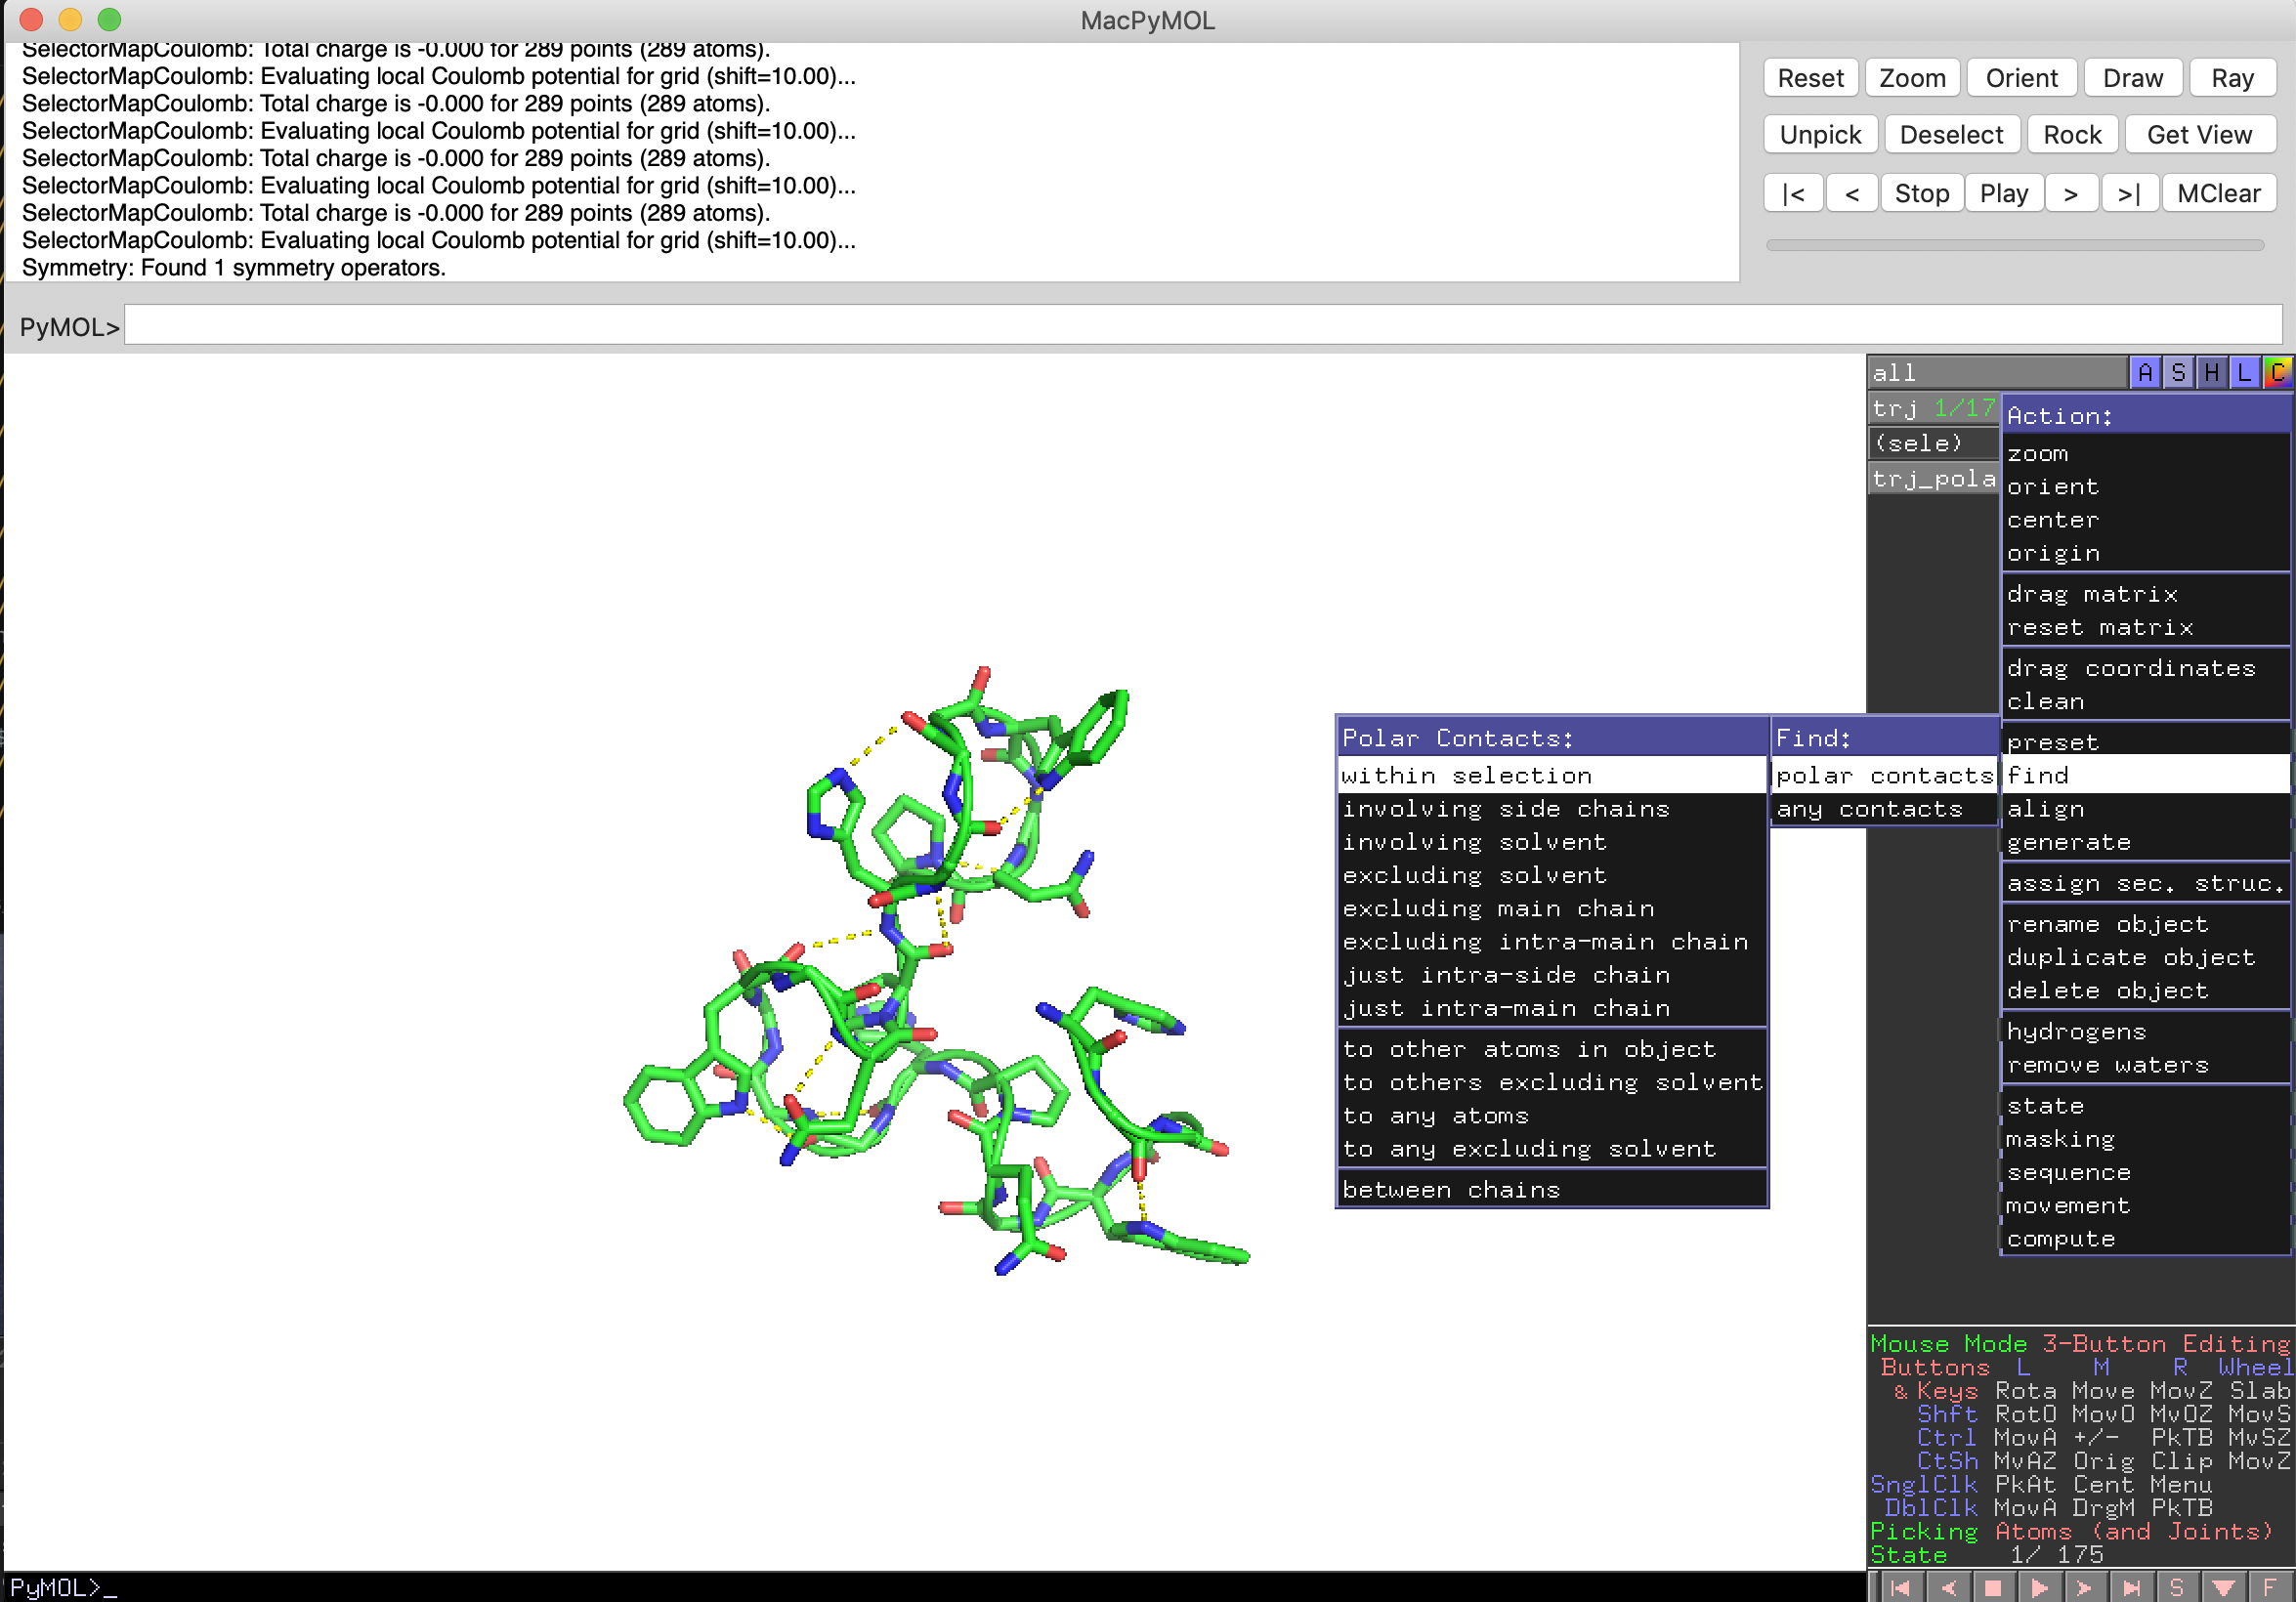 MacPyMOL
SelectorMapCoulomb: Total charge is -0.000 for 289 points (289 atoms).
SelectorMapCoulomb: Evaluating local Coulomb potential for grid (shift=10.00)...
SelectorMapCoulomb: Total charge is -0.000 for 289 points (289 atoms).
SelectorMapCoulomb: Evaluating local Coulomb potential for grid (shift=10.00)...
SelectorMapCoulomb: Total charge is -0.000 for 289 points (289 atoms).
SelectorMapCoulomb: Evaluating local Coulomb potential for grid (shift=10.00)...
SelectorMapCoulomb: Total charge is -0.000 for 289 points (289 atoms).
SelectorMapCoulomb: Evaluating local Coulomb potential for grid (shift=10.00)...
Symmetry: Found 1 symmetry operators.
Reset Zoom Orient Draw Ray
Unpick Deselect Rock Get View
|< < Stop Play > >| MClear
PyMOL>
all A S H L C
trj 1/17
(sele)
trj_pola
Action:
zoom
orient
center
origin
drag matrix
reset matrix
drag coordinates
clean
preset
find
align
generate
assign sec. struc.
rename object
duplicate object
delete object
hydrogens
remove waters
state
masking
sequence
movement
compute
Find:
polar contacts
any contacts
Polar Contacts:
within selection
involving side chains
involving solvent
excluding solvent
excluding main chain
excluding intra-main chain
just intra-side chain
just intra-main chain
to other atoms in object
to others excluding solvent
to any atoms
to any excluding solvent
between chains
Mouse Mode 3-Button Editing
Buttons L M R Wheel
& Keys Rota Move MovZ Slab
Shft RotO MovO MvOZ MovS
Ctrl MovA +/- PkTB MvSZ
CtSh MvAZ Orig Clip MovZ
SnglClk PkAt Cent Menu
DblClk MovA DrgM PkTB
Picking Atoms (and Joints)
State 1/ 175
PyMOL>_
S F